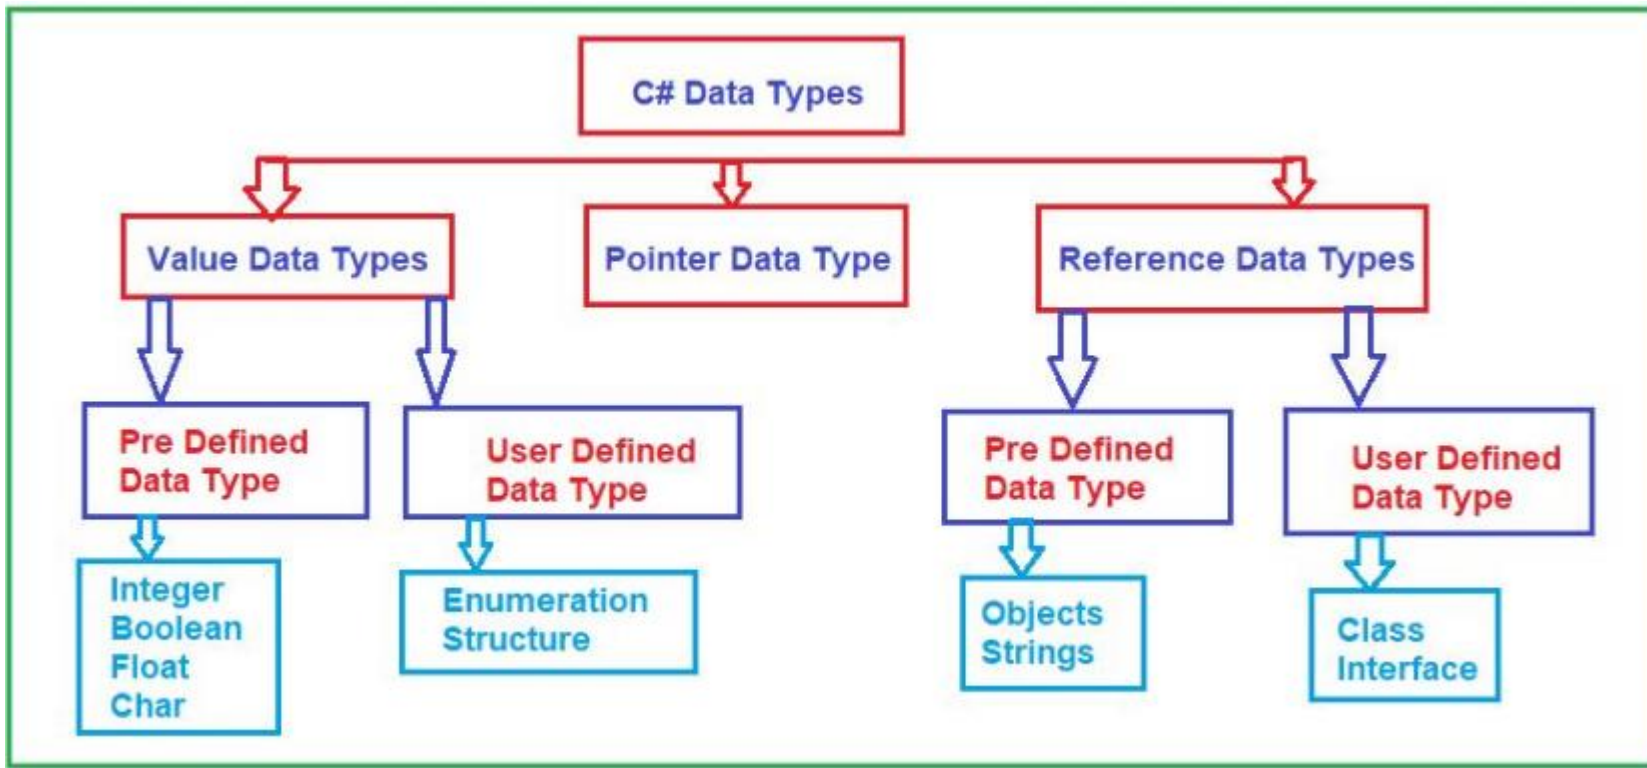 C# Data Types
Value Data Types
Pointer Data Type
Reference Data Types
Pre Defined
Data Type
User Defined
Data Type
Pre Defined
Data Type
User Defined
Data Type
Integer
Boolean
Float
Char
Enumeration
Structure
Objects
Strings
Class
Interface